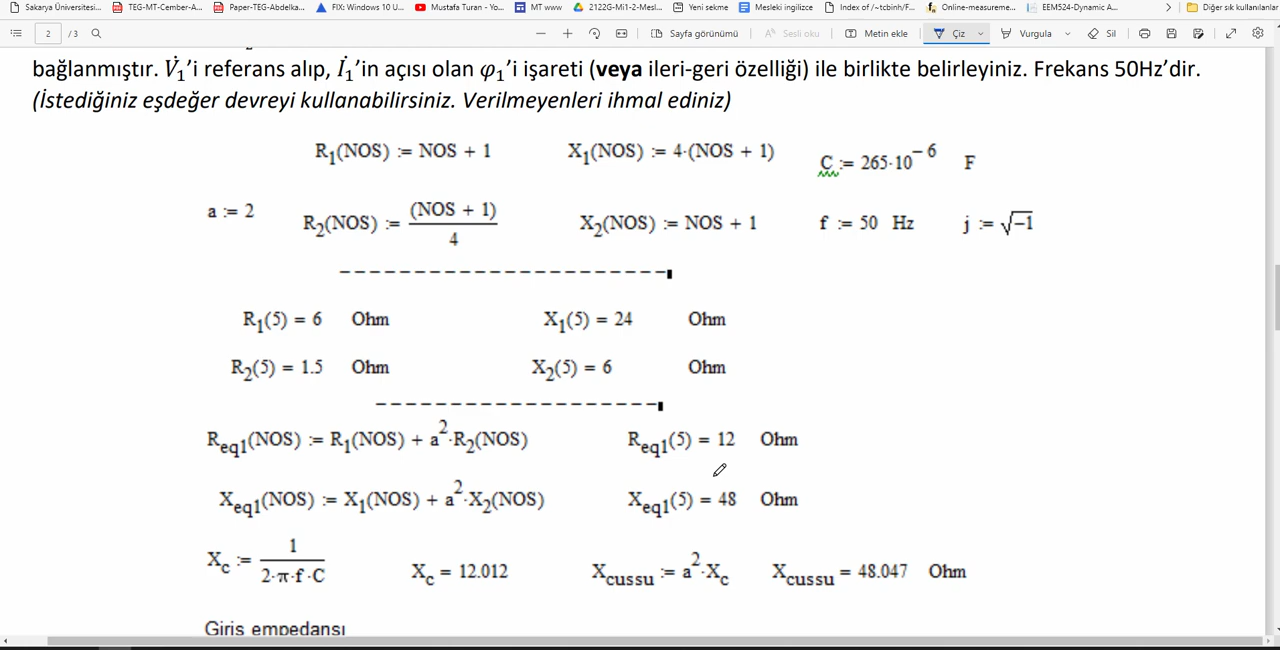 Sakarya Üniversitesi... TEG-MT-Cember-A... Paper-TEG-Abdelka... FIX: Windows 10 U... Mustafa Turan - Yo... MT www 2122G-Mi1-2-Mesl... Yeni sekme Mesleki ingilizce Index of /~tcbinh/F... Online-measureme... EEM524-Dynamic A... Diğer sık kullanılanlar
2 / 3 Sayfa görünümü Sesli oku Metin ekle Çiz Vurgula Sil
bağlanmıştır. V̇₁'i referans alıp, İ₁'in açısı olan φ₁'i işareti (veya ileri-geri özelliği) ile birlikte belirleyiniz. Frekans 50Hz'dir.
(İstediğiniz eşdeğer devreyi kullanabilirsiniz. Verilmeyenleri ihmal ediniz)
R₁(NOS) := NOS + 1 X₁(NOS) := 4·(NOS + 1) C := 265·10⁻⁶ F
a := 2 R₂(NOS) := (NOS + 1)/4 X₂(NOS) := NOS + 1 f := 50 Hz j := √−1
R₁(5) = 6 Ohm X₁(5) = 24 Ohm
R₂(5) = 1.5 Ohm X₂(5) = 6 Ohm
Req1(NOS) := R₁(NOS) + a²·R₂(NOS) Req1(5) = 12 Ohm
Xeq1(NOS) := X₁(NOS) + a²·X₂(NOS) Xeq1(5) = 48 Ohm
Xc := 1/(2·π·f·C) Xc = 12.012 Xcussu := a²·Xc Xcussu = 48.047 Ohm
Giriş empedansı